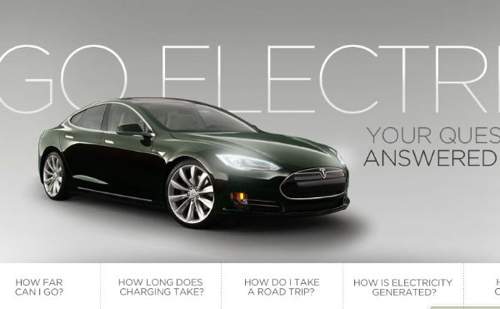 GO ELECTRI
YOUR QUES
ANSWERED
HOW FAR
CAN I GO?
HOW LONG DOES
CHARGING TAKE?
HOW DO I TAKE
A ROAD TRIP?
HOW IS ELECTRICITY
GENERATED?